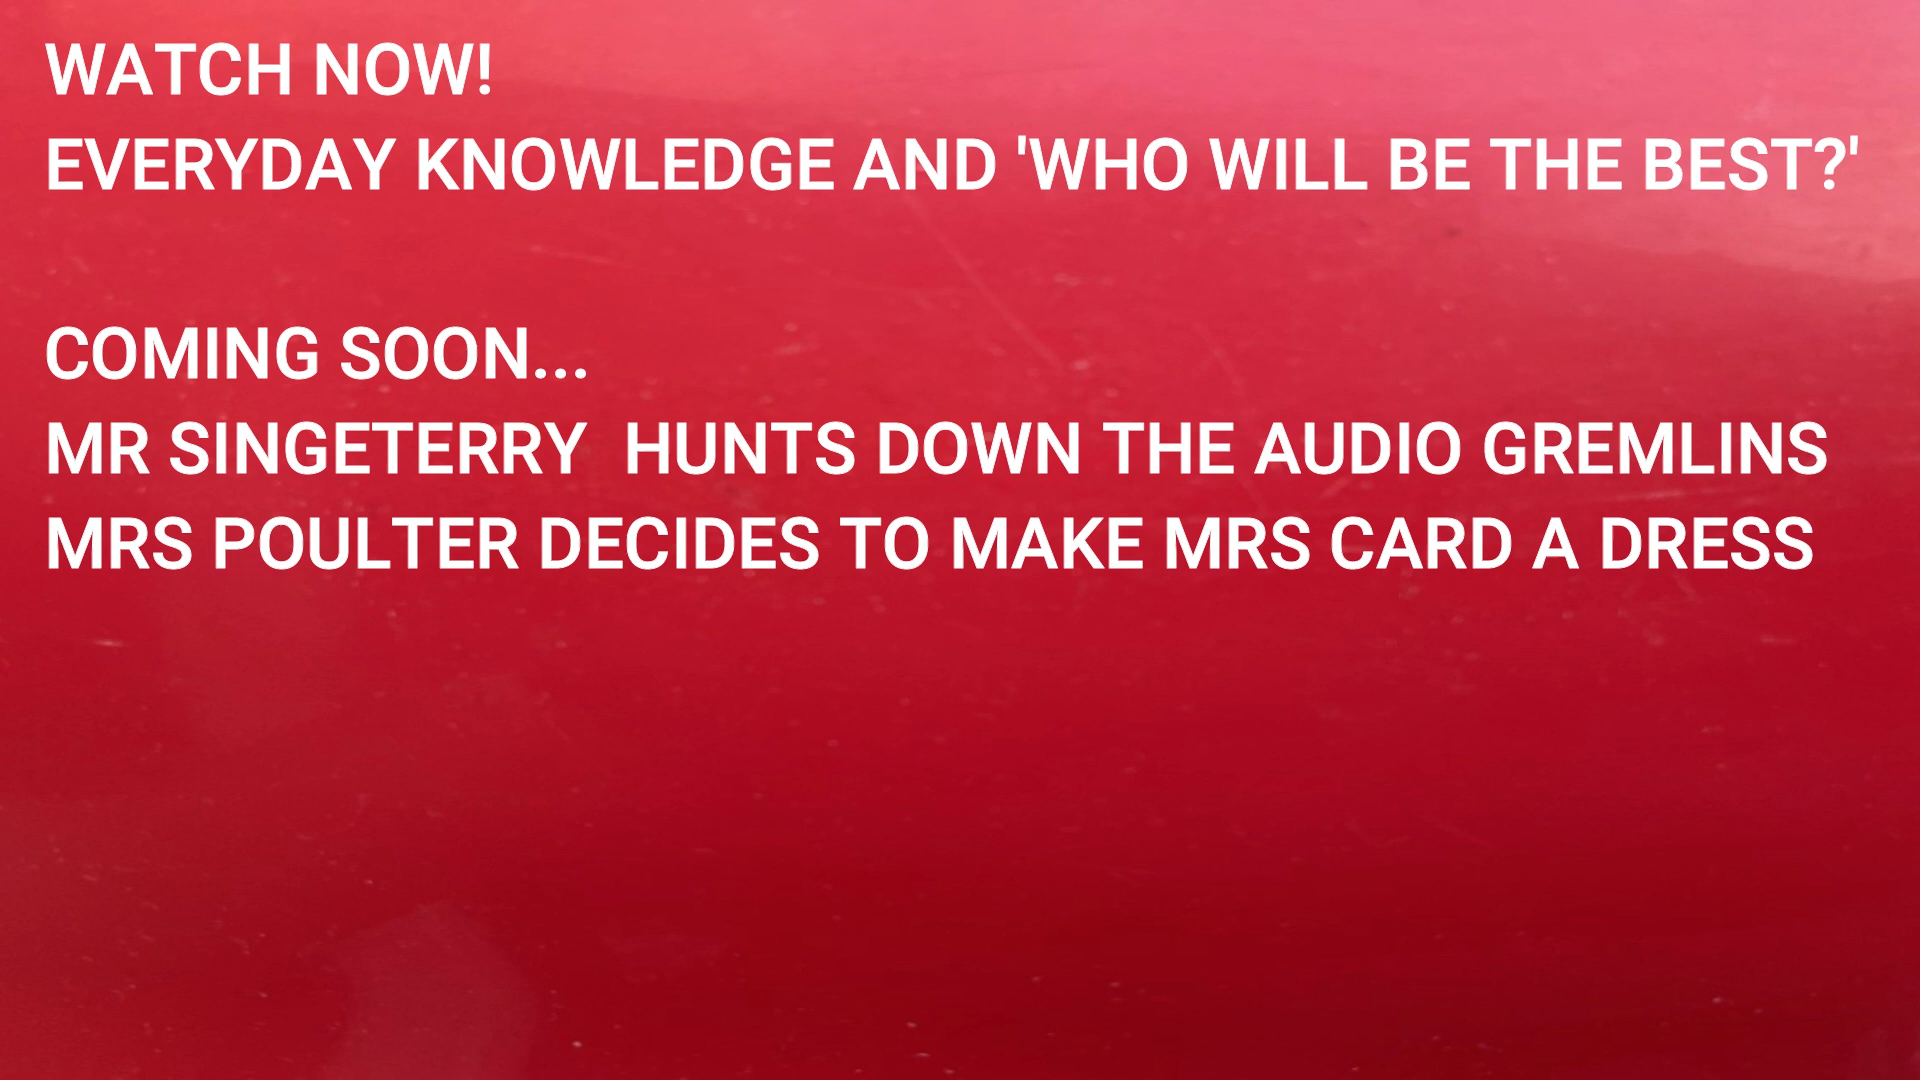 WATCH NOW!
EVERYDAY KNOWLEDGE AND 'WHO WILL BE THE BEST?'
COMING SOON...
MR SINGETERRY  HUNTS DOWN THE AUDIO GREMLINS
MRS POULTER DECIDES TO MAKE MRS CARD A DRESS